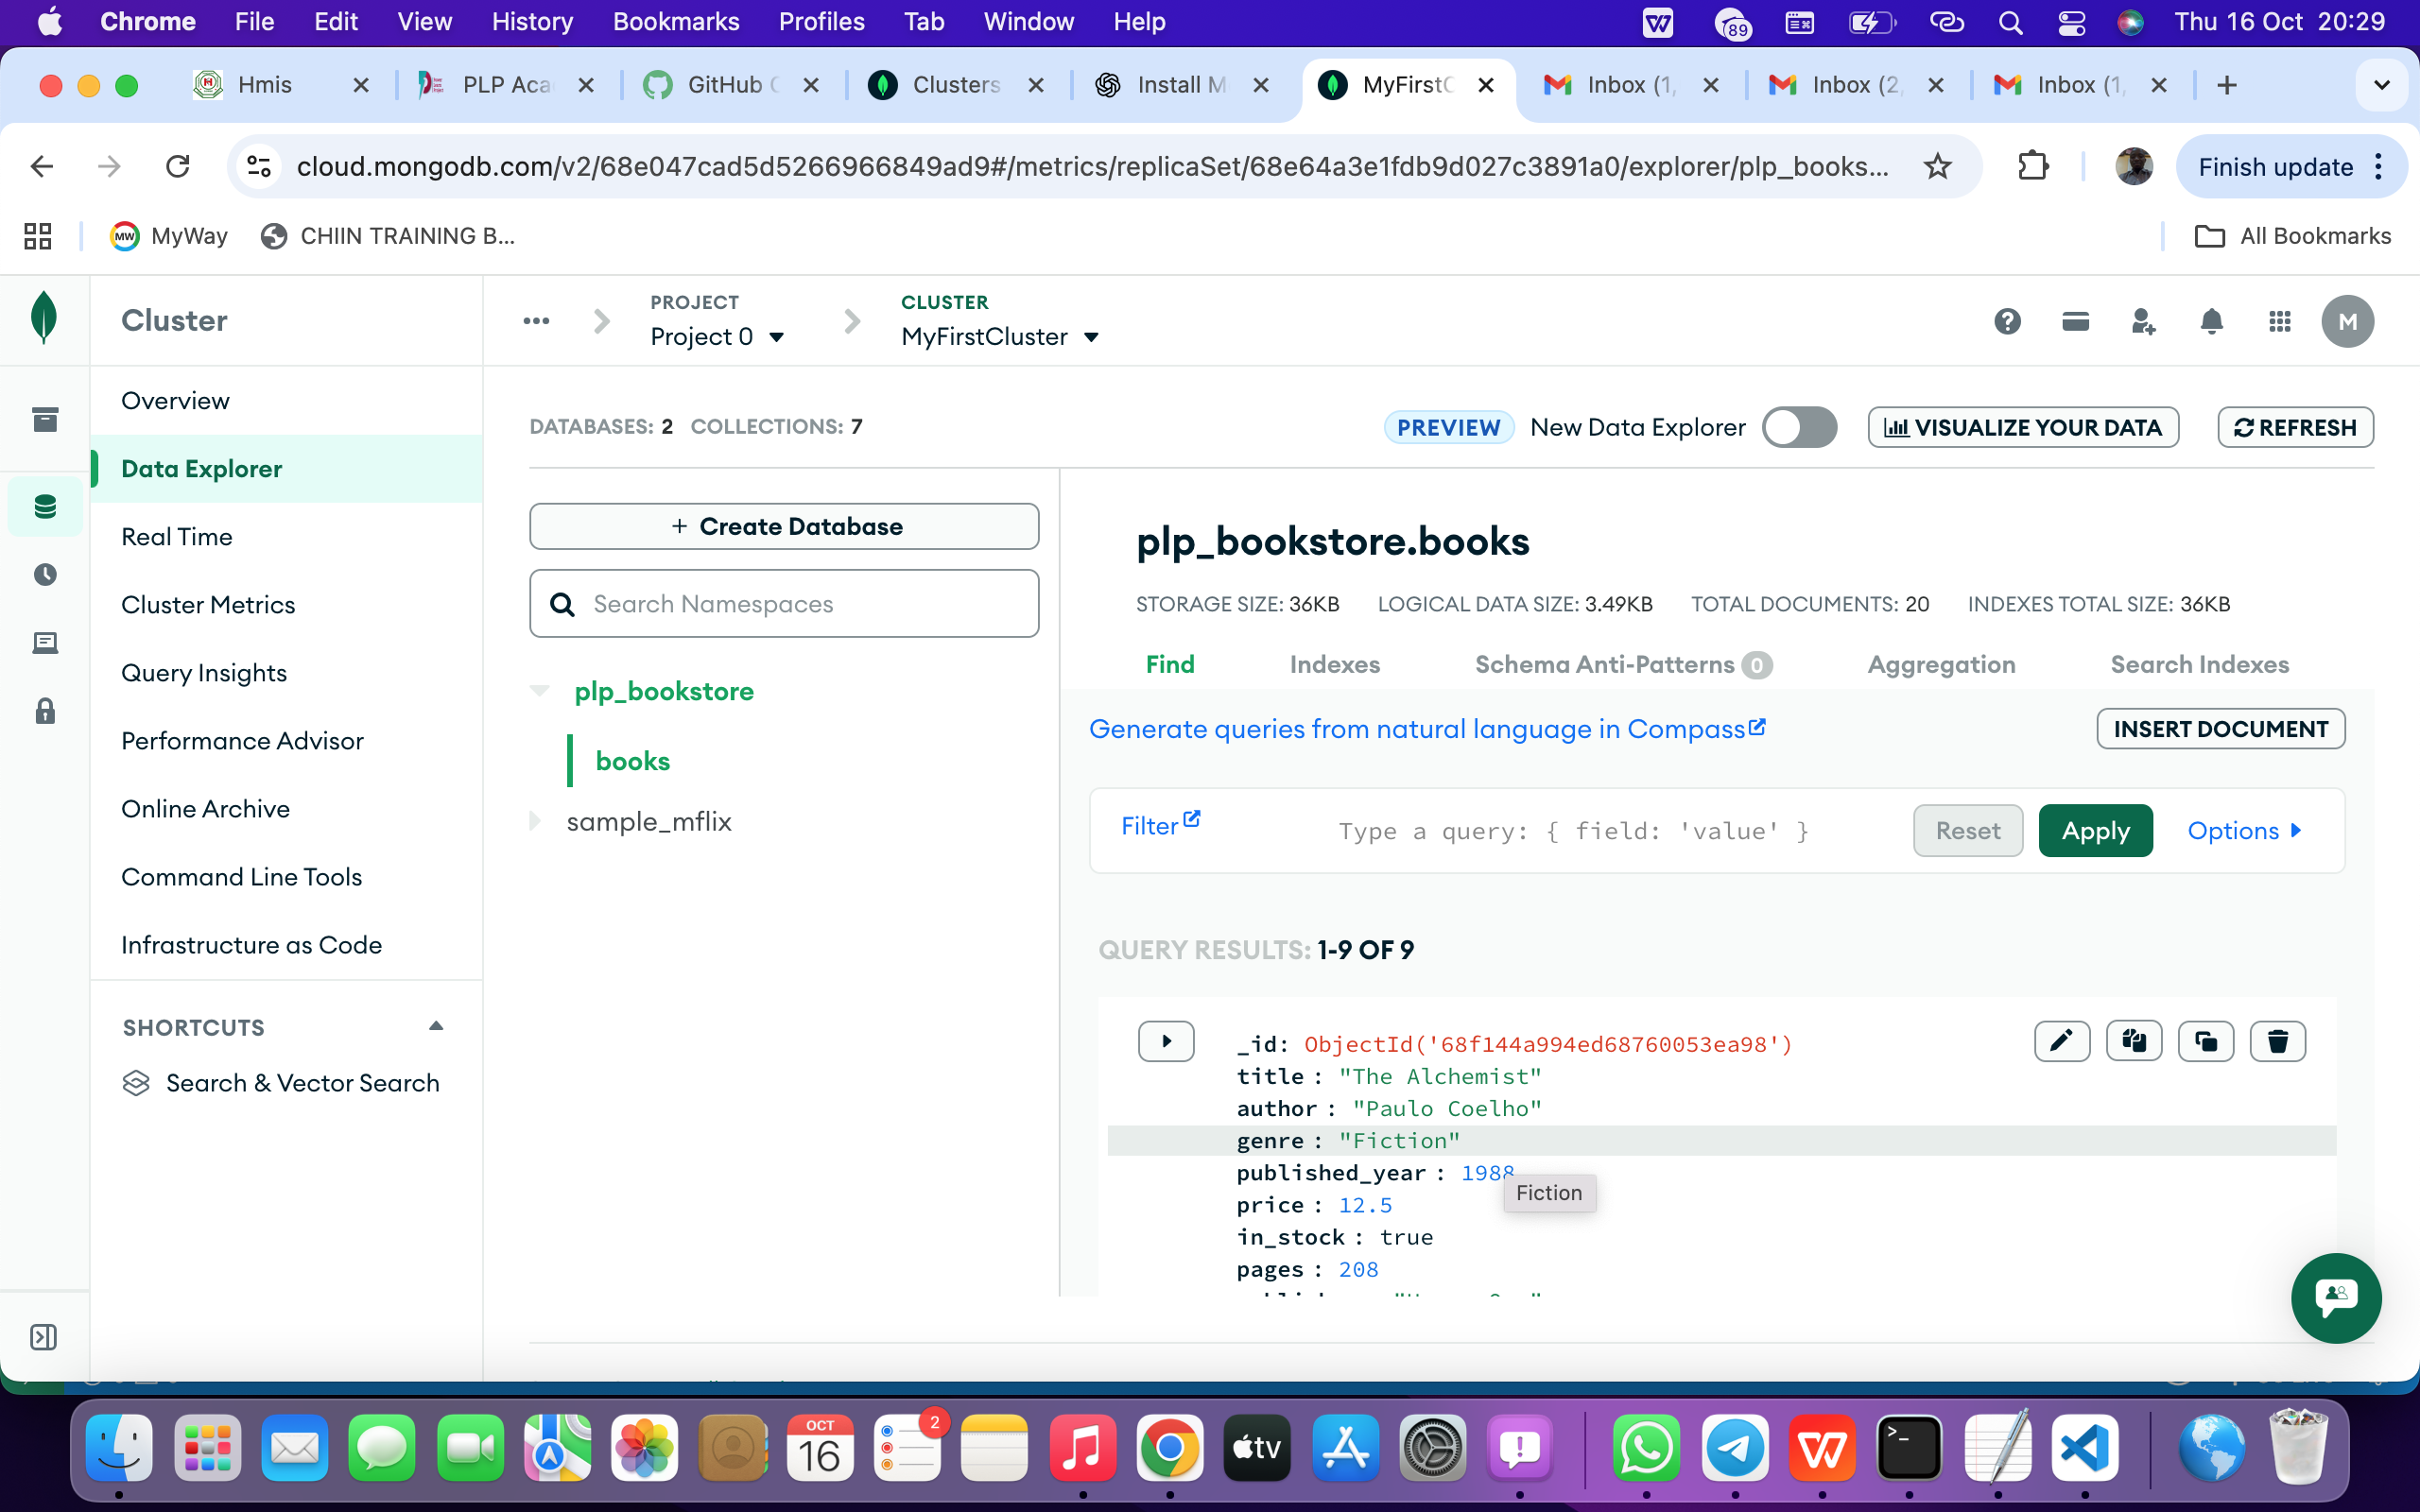 Chrome File Edit View History Bookmarks Profiles Tab Window Help 89 Thu 16 Oct 20:29
Hmis PLP Aca GitHub Clusters Install M MyFirstC Inbox (1, Inbox (2, Inbox (1,
cloud.mongodb.com/v2/68e047cad5d5266966849ad9#/metrics/replicaSet/68e64a3e1fdb9d027c3891a0/explorer/plp_books... Finish update
MW MyWay CHIIN TRAINING B... All Bookmarks
Cluster
PROJECT
Project 0
CLUSTER
MyFirstCluster
M
Overview
Data Explorer
Real Time
Cluster Metrics
Query Insights
Performance Advisor
Online Archive
Command Line Tools
Infrastructure as Code
SHORTCUTS
Search & Vector Search
DATABASES: 2 COLLECTIONS: 7
PREVIEW New Data Explorer VISUALIZE YOUR DATA REFRESH
+ Create Database
Search Namespaces
plp_bookstore
books
sample_mflix
plp_bookstore.books
STORAGE SIZE: 36KB LOGICAL DATA SIZE: 3.49KB TOTAL DOCUMENTS: 20 INDEXES TOTAL SIZE: 36KB
Find Indexes Schema Anti-Patterns 0 Aggregation Search Indexes
Generate queries from natural language in Compass INSERT DOCUMENT
Filter Type a query: { field: 'value' } Reset Apply Options
QUERY RESULTS: 1-9 OF 9
_id: ObjectId('68f144a994ed68760053ea98')
title : "The Alchemist"
author : "Paulo Coelho"
genre : "Fiction"
published_year : 1988
Fiction
price : 12.5
in_stock : true
pages : 208
OCT
16
2
tv